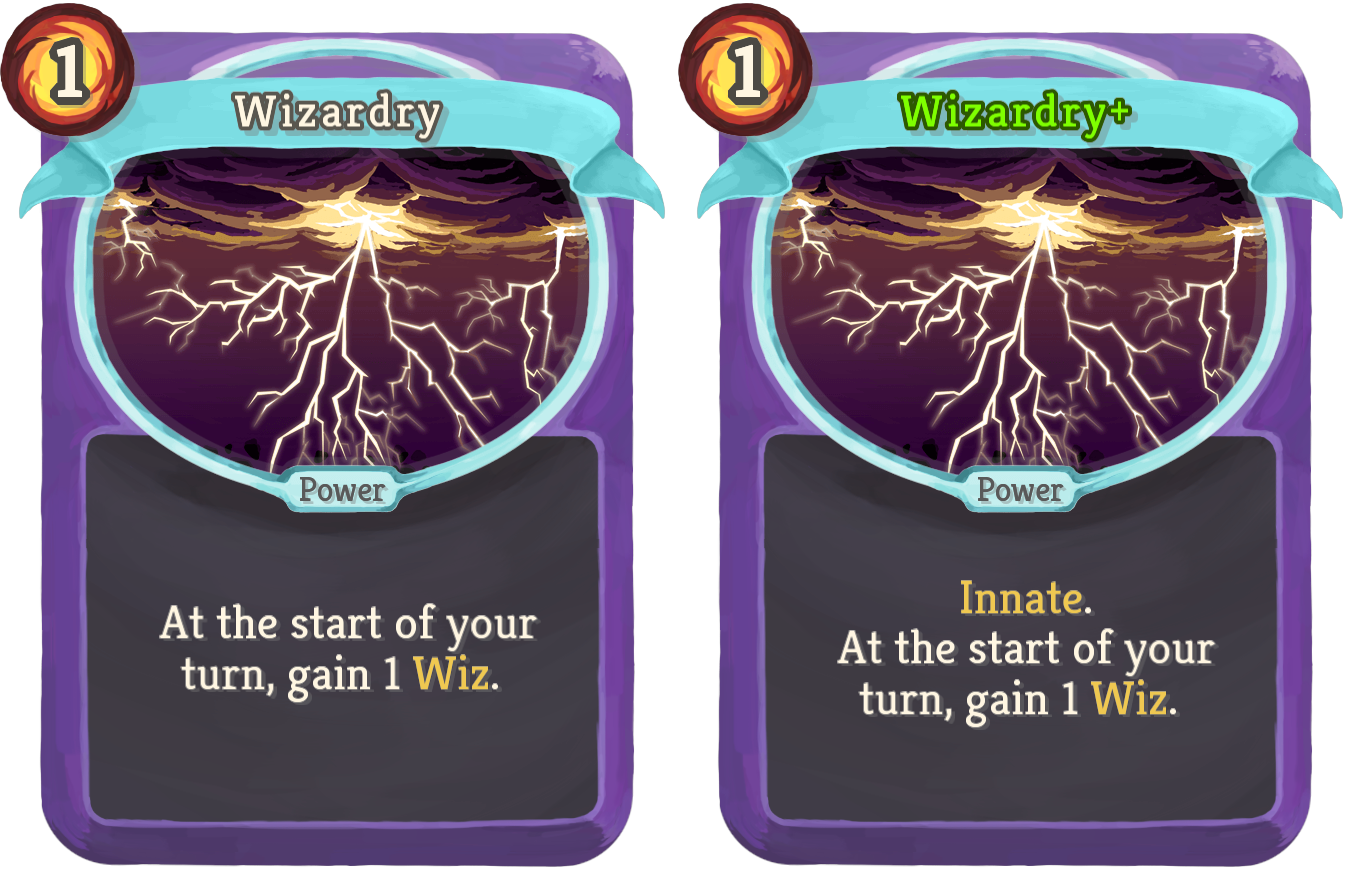 1
Wizardry
Power
At the start of your
turn, gain 1 Wiz.
1
Wizardry+
Power
Innate.
At the start of your
turn, gain 1 Wiz.